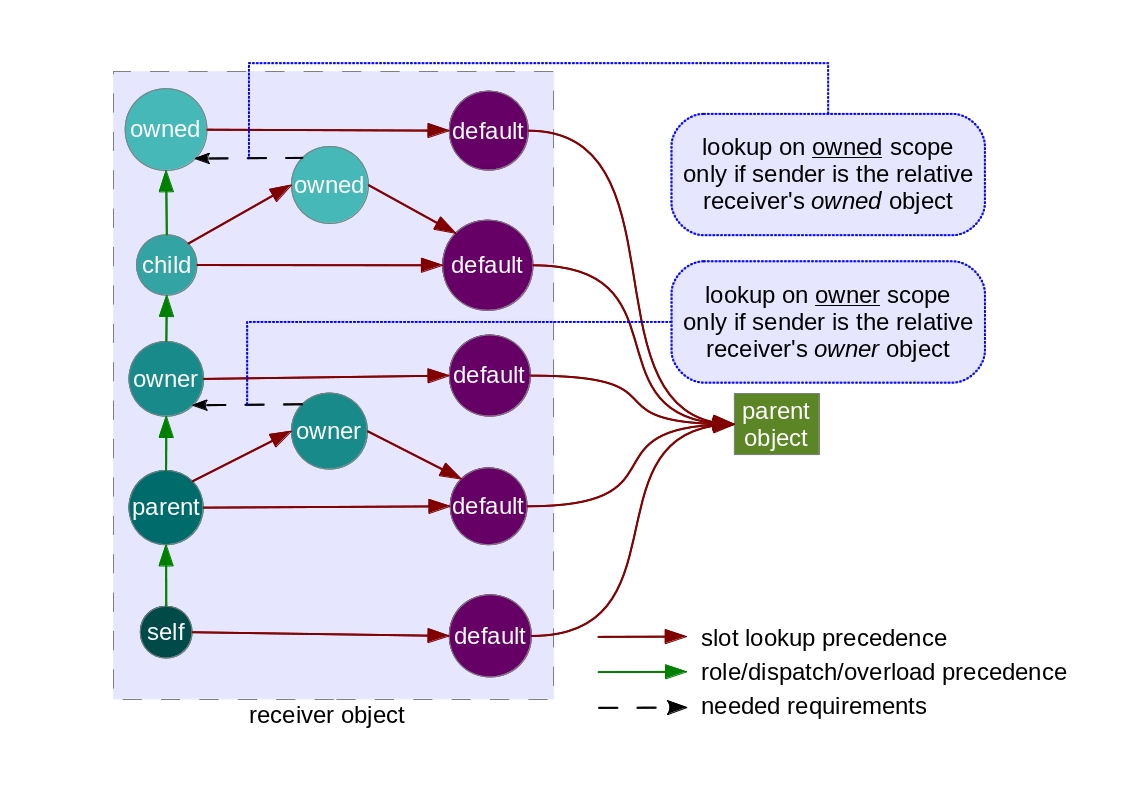 owned
default
owned
lookup on owned scope
only if sender is the relative
receiver's owned object
child
default
lookup on owner scope
only if sender is the relative
receiver's owner object
owner
default
owner
parent
object
parent
default
self
default
slot lookup precedence
role/dispatch/overload precedence
needed requirements
receiver object